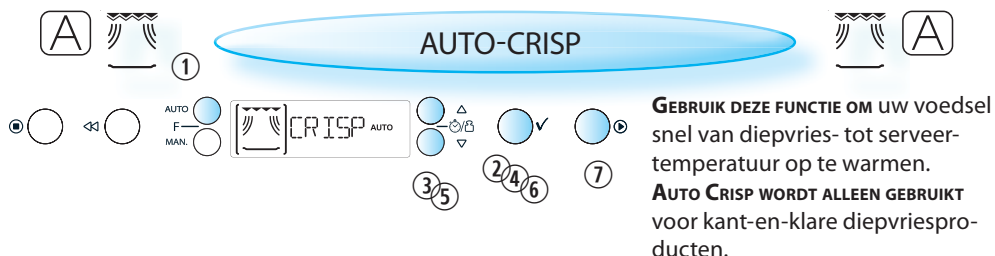 A
AUTO-CRISP
A
①
AUTO
F
MAN.
CRISP AUTO
③ ⑤
② ④ ⑥
⑦
GEBRUIK DEZE FUNCTIE OM uw voedsel
snel van diepvries- tot serveer-
temperatuur op te warmen.
AUTO CRISP WORDT ALLEEN GEBRUIKT
voor kant-en-klare diepvriespro-
ducten.